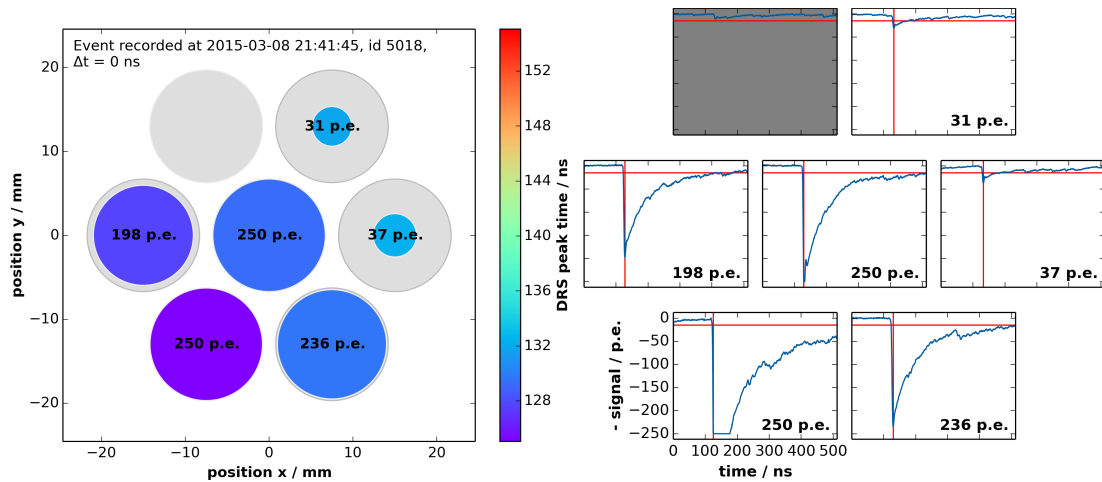 Event recorded at 2015-03-08 21:41:45, id 5018,
Δt = 0 ns
20
10
0
−10
−20
position y / mm
31 p.e.
198 p.e.
250 p.e.
37 p.e.
250 p.e.
236 p.e.
−20
−10
0
10
20
position x / mm
152
148
144
140
136
132
128
DRS peak time / ns
31 p.e.
198 p.e.
250 p.e.
37 p.e.
0
−50
−100
−150
−200
−250
- signal / p.e.
250 p.e.
236 p.e.
0 100 200 300 400 500
time / ns